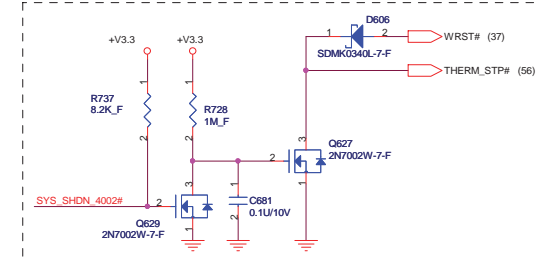 D606
1 2 WRST# (37)
SDMK0340L-7-F
+V3.3 +V3.3
THERM_STP# (56)
1 1
R737
8.2K_F
R728
1M_F
2 2
3
Q627
2 2N7002W-7-F
3 1 1
SYS_SHDN_4002# 2
C681
0.1U/10V
2
Q629 1
2N7002W-7-F